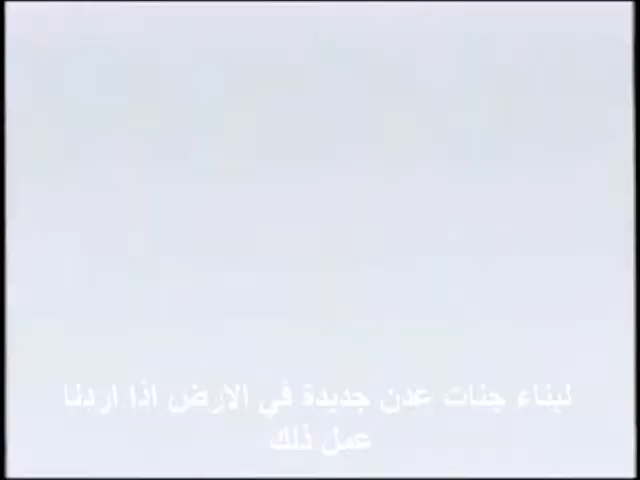 لبناء جنات عدن جديدة في الارض اذا اردنا
عمل ذلك